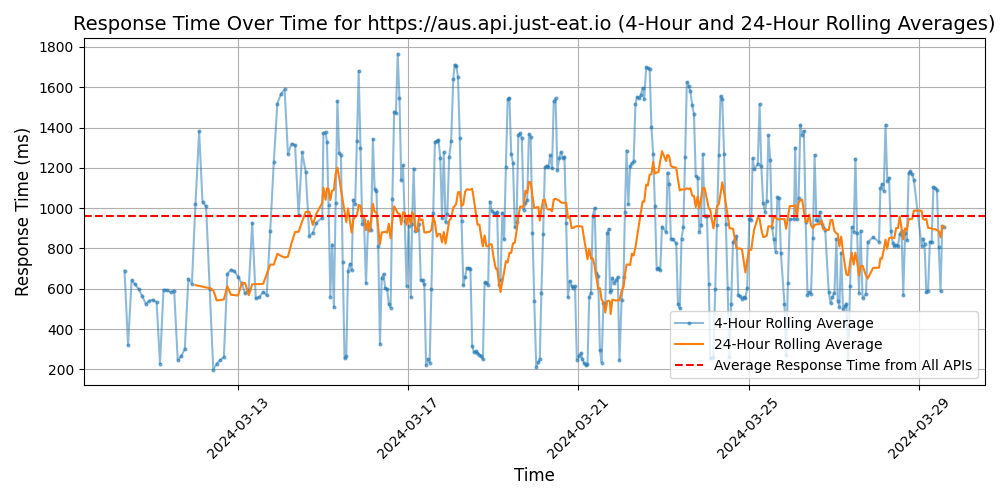 Response Time Over Time for https://aus.api.just-eat.io (4-Hour and 24-Hour Rolling Averages)
Response Time (ms)
1800
1600
1400
1200
1000
800
600
400
200
4-Hour Rolling Average
24-Hour Rolling Average
Average Response Time from All APIs
2024-03-13
2024-03-17
2024-03-21
2024-03-25
2024-03-29
Time